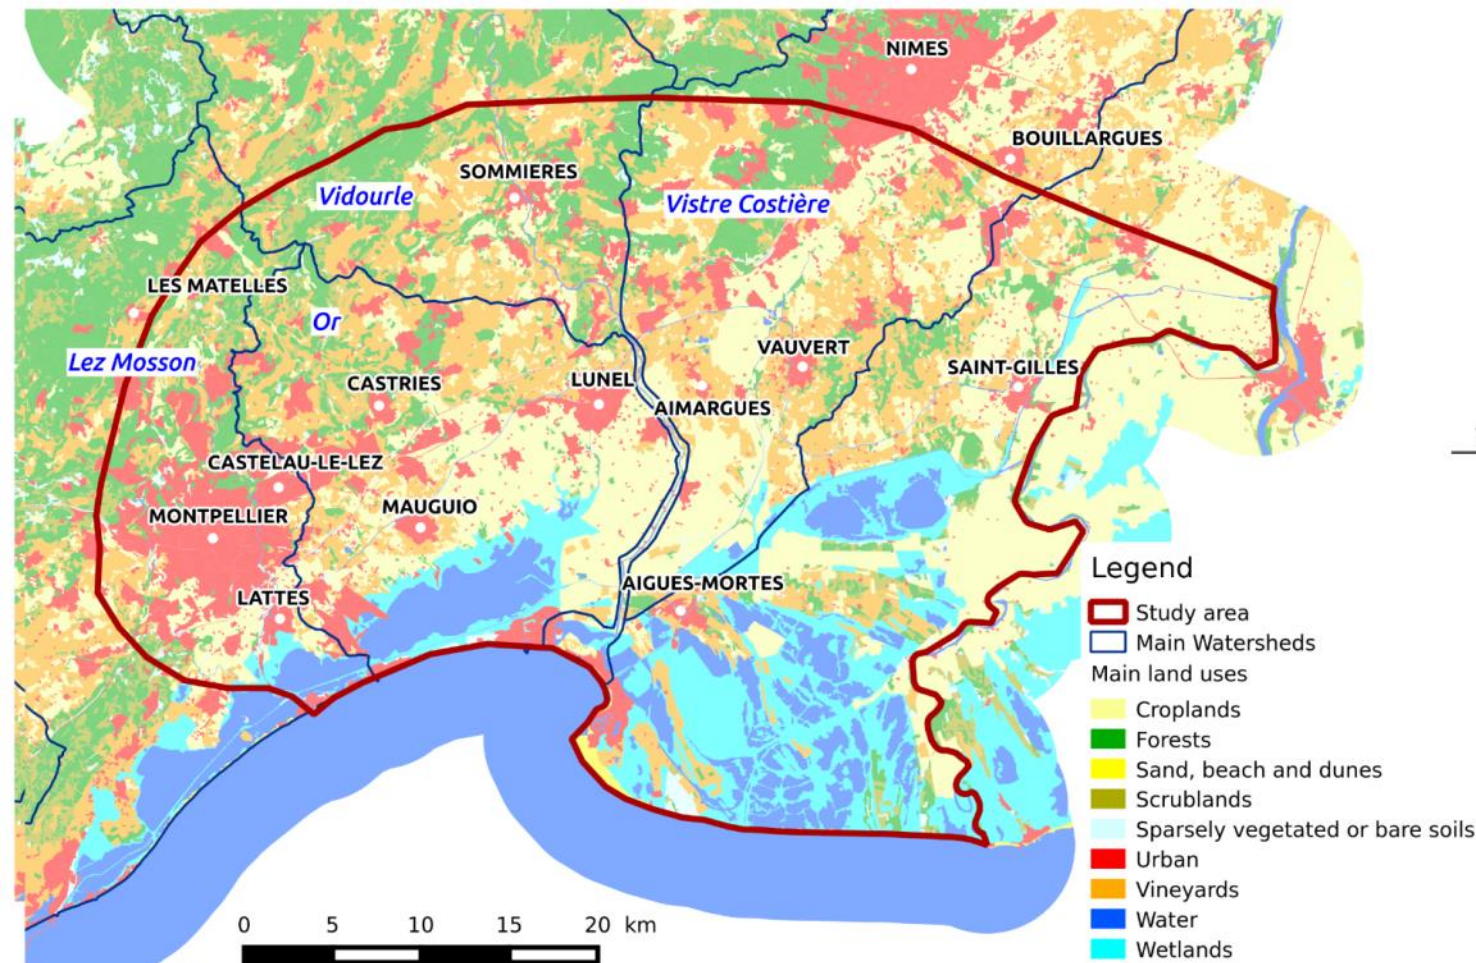 NIMES
BOUILLARGUES
SOMMIERES
Vidourle
Vistre Costière
LES MATELLES
Or
Lez Mosson
VAUVERT
SAINT-GILLES
CASTRIES
LUNEL
AIMARGUES
CASTELAU-LE-LEZ
MONTPELLIER
MAUGUIO
AIGUES-MORTES
LATTES
Legend
Study area
Main Watersheds
Main land uses
Croplands
Forests
Sand, beach and dunes
Scrublands
Sparsely vegetated or bare soils
Urban
Vineyards
Water
Wetlands
0 5 10 15 20 km